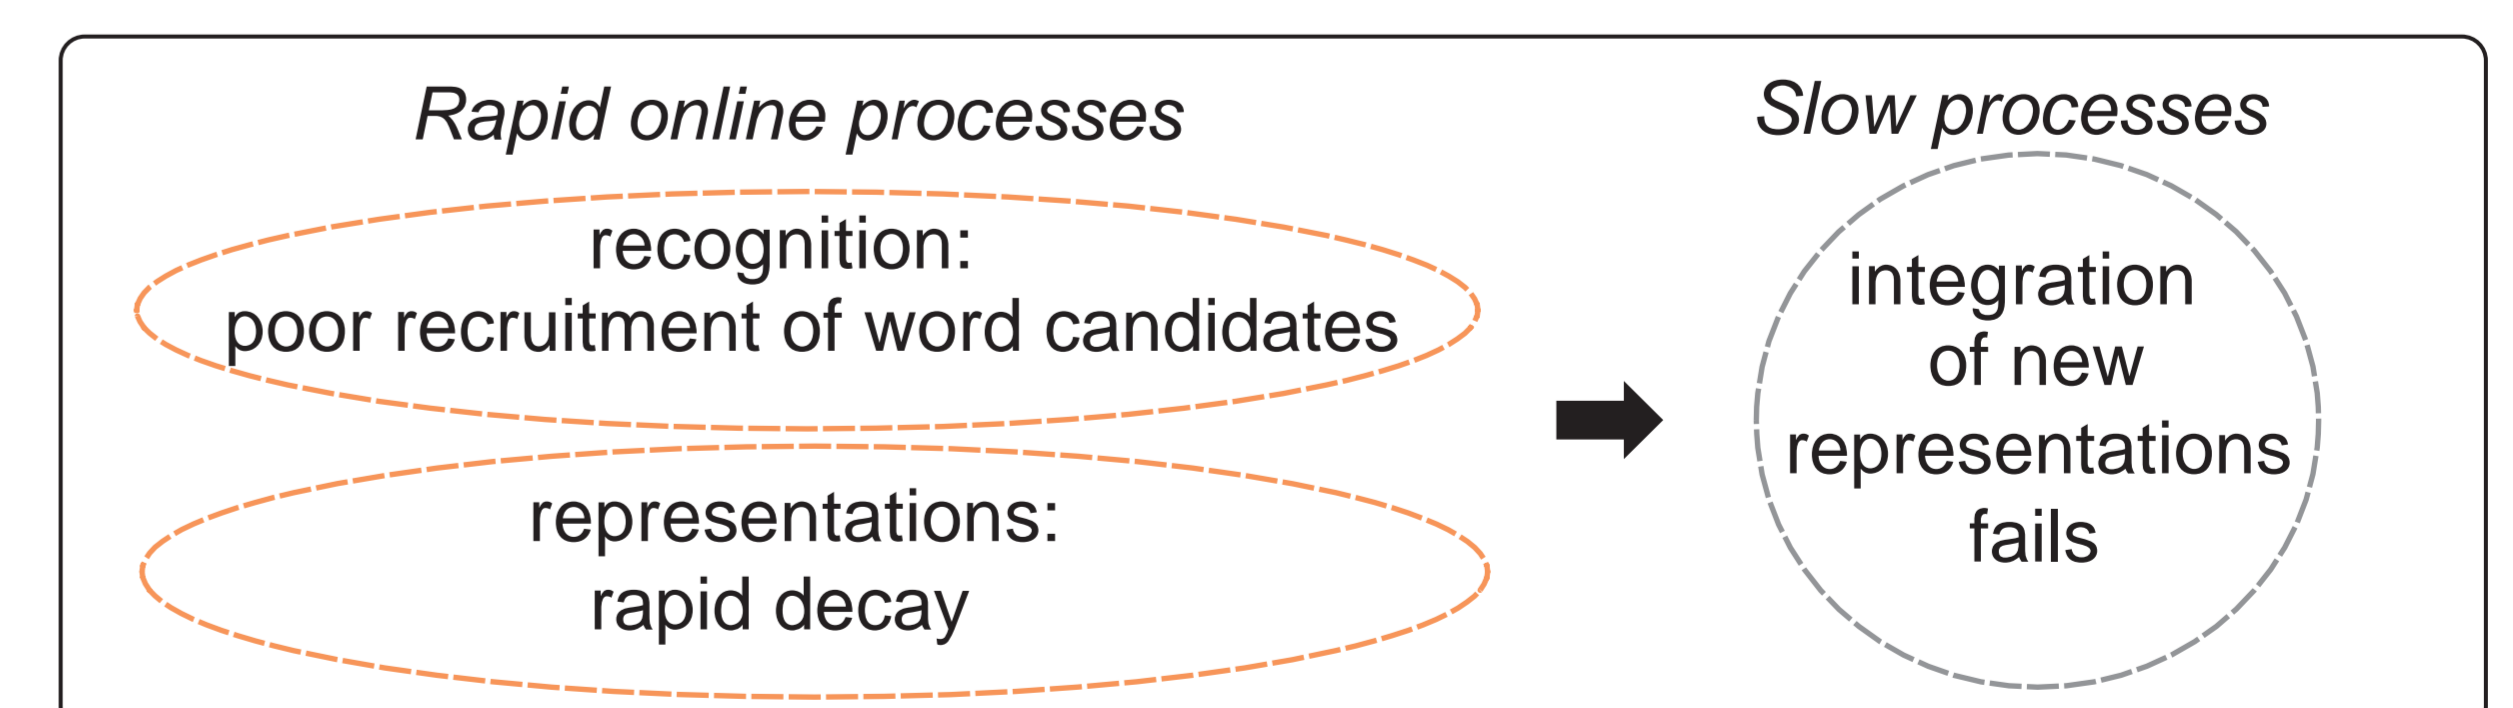 Rapid online processes
recognition:
poor recruitment of word candidates
representations:
rapid decay
Slow processes
integration
of new
representations
fails